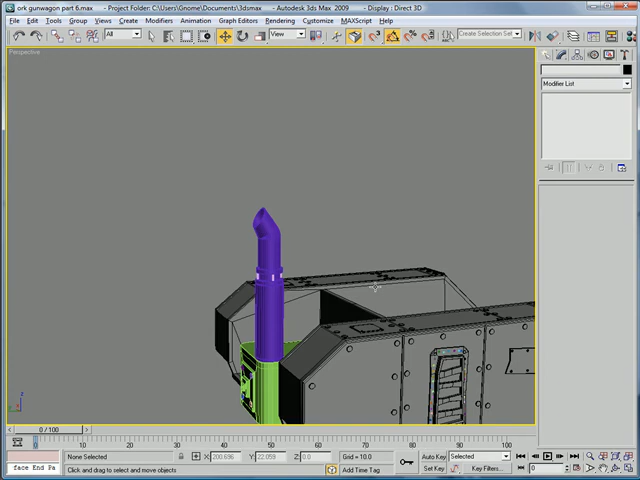 ork gunwagon part 6.max - Project Folder: C:\Users\Gnome\Documents\3dsmax - Autodesk 3ds Max 2009 - Display : Direct 3D
File Edit Tools Group Views Create Modifiers Animation Graph Editors Rendering Customize MAXScript Help
All View Create Selection Set
Perspective
Modifier List
0 / 100
0 10 20 30 40 50 60 70 80 90 100
None Selected X: 200.696 Y: 22.059 Z: 0.0 Grid = 10.0 Auto Key Selected
face End Pa Click and drag to select and move objects Add Time Tag Set Key Key Filters... 0